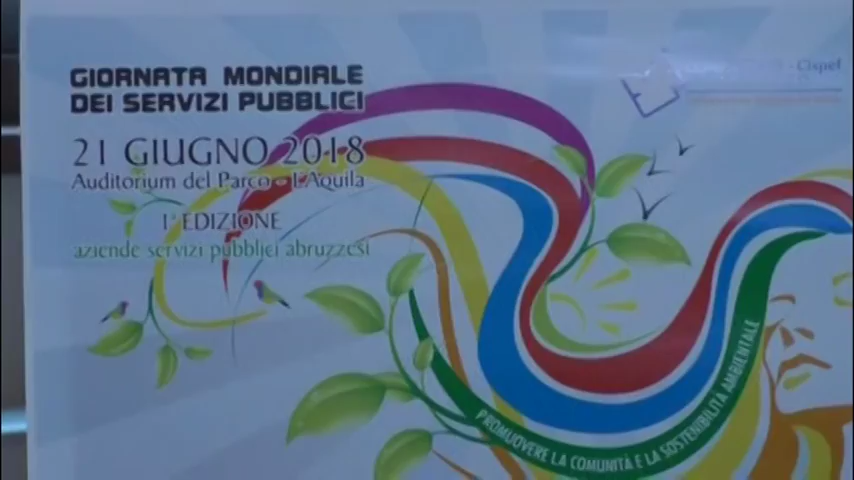 GIORNATA MONDIALE
DEI SERVIZI PUBBLICI
21 GIUGNO 2018
Auditorium del Parco - L'Aquila
1ª EDIZIONE
aziende servizi pubblici abruzzesi
- Cispel
PROMUOVERE LA COMUNITÀ E LA SOSTENIBILITÀ AMBIENTALE